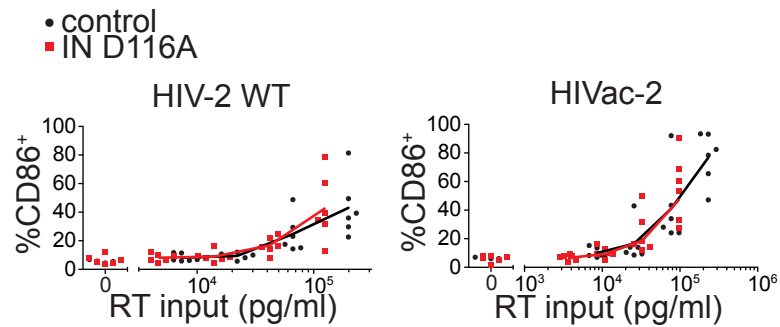 control
IN D116A
HIV-2 WT
%CD86⁺
100
80
60
40
20
0
0
10⁴
10⁵
RT input (pg/ml)
HIVac-2
%CD86⁺
100
80
60
40
20
0
0
10³
10⁴
10⁵
10⁶
RT input (pg/ml)